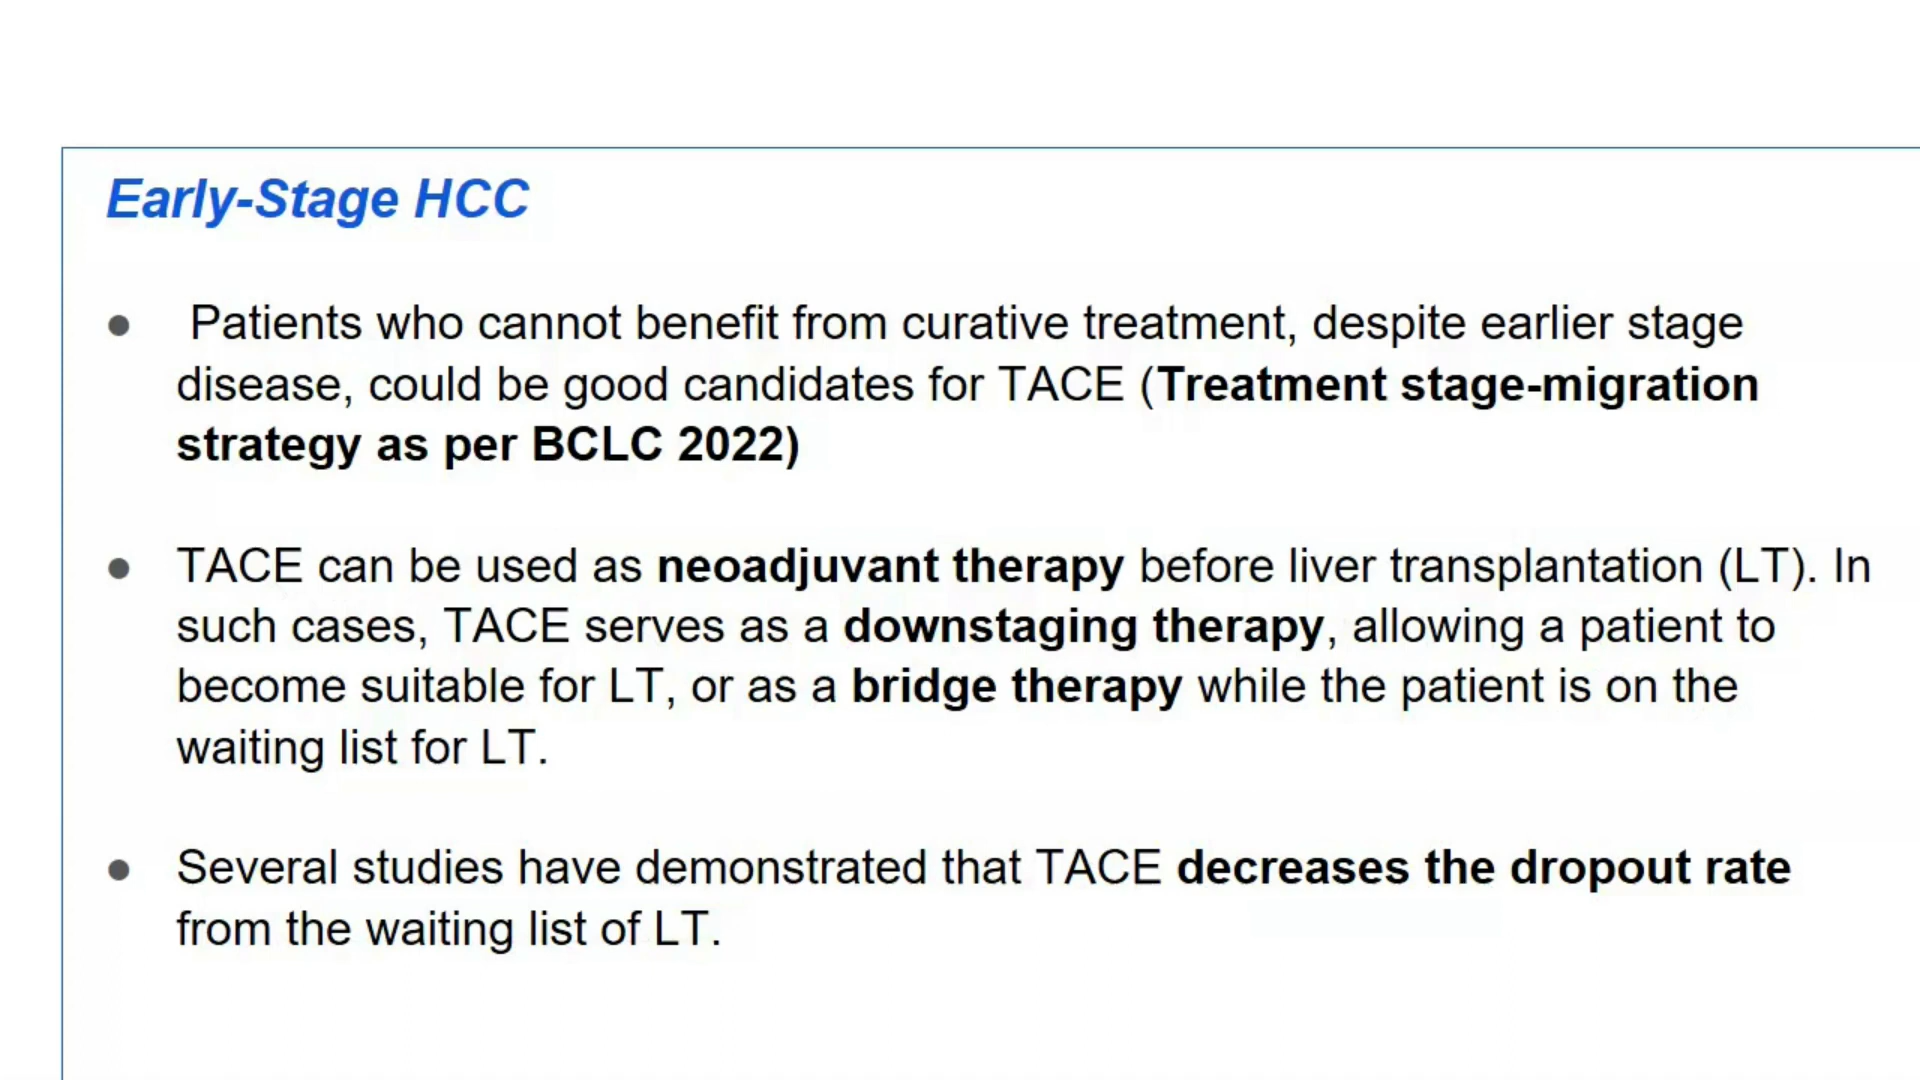 Early-Stage HCC
● Patients who cannot benefit from curative treatment, despite earlier stage
disease, could be good candidates for TACE (Treatment stage-migration
strategy as per BCLC 2022)
● TACE can be used as neoadjuvant therapy before liver transplantation (LT). In
such cases, TACE serves as a downstaging therapy, allowing a patient to
become suitable for LT, or as a bridge therapy while the patient is on the
waiting list for LT.
● Several studies have demonstrated that TACE decreases the dropout rate
from the waiting list of LT.